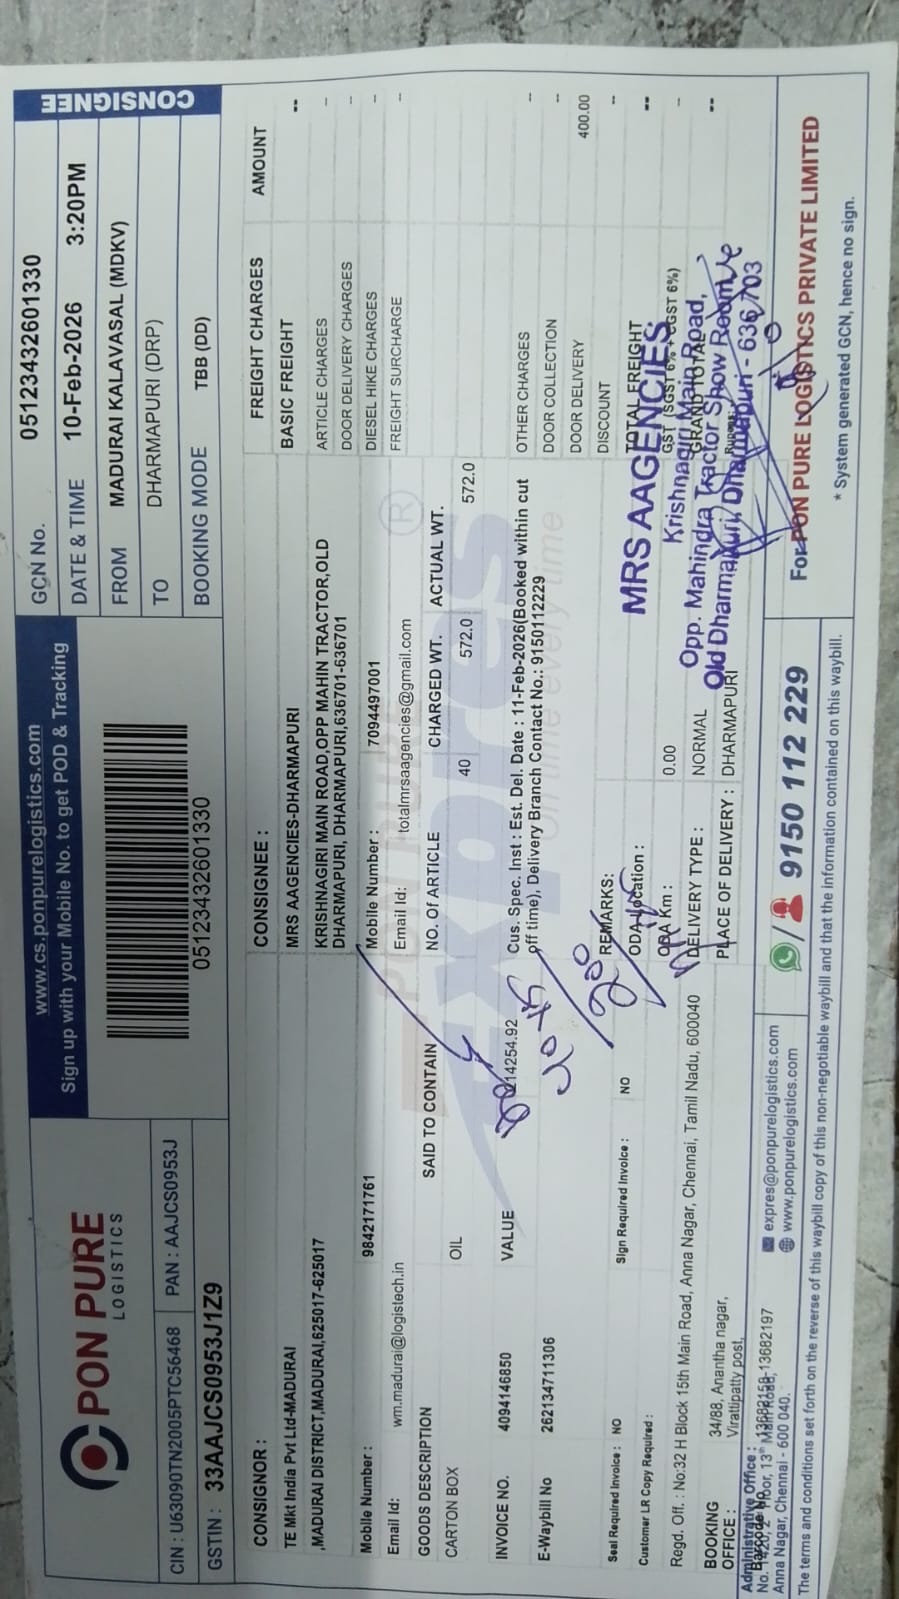 PON PURE
LOGISTICS
CIN : U63090TN2005PTC56468 PAN : AAJCS0953J
GSTIN : 33AAJCS0953J1Z9
www.cs.ponpurelogistics.com
Sign up with your Mobile No. to get POD & Tracking
0512343260133​0
CONSIGNEE
GCN No. 051234326​01330
DATE & TIME 10-Feb-2026 3:20PM
FROM MADURAI KALAVASAL (MDKV)
TO DHARMAPURI (DRP)
BOOKING MODE TBB (DD)
CONSIGNOR :
TE Mkt India Pvt Ltd-MADURAI
,MADURAI DISTRICT,MADURAI,625017-625017
Mobile Number : 9842171761
Email Id: wm.madurai@logistech.in
CONSIGNEE :
MRS AAGENCIES-DHARMAPURI
KRISHNAGIRI MAIN ROAD,OPP MAHIN TRACTOR,OLD
DHARMAPURI, DHARMAPURI,636701-636701
Mobile Number : 7094497001
Email Id: totalmrsaagencies@gmail.com
FREIGHT CHARGES AMOUNT
BASIC FREIGHT --
ARTICLE CHARGES --
DOOR DELIVERY CHARGES --
DIESEL HIKE CHARGES --
FREIGHT SURCHARGE --
OTHER CHARGES --
DOOR COLLECTION --
DOOR DELIVERY 400.00
DISCOUNT --
TOTAL FREIGHT --
GST (SGST 6% + CGST 6%) --
GRAND TOTAL --
Rupees:
GOODS DESCRIPTION SAID TO CONTAIN NO. Of ARTICLE CHARGED WT. ACTUAL WT.
CARTON BOX OIL 40 572.0 572.0
INVOICE NO. 4094146850 VALUE
E-Waybill No 262134711306
Cus. Spec. Inst : Est. Del. Date : 11-Feb-2026(Booked within cut
off time), Delivery Branch Contact No.: 9150112229
Seal Required Invoice : NO Sign Required Invoice : NO
Customer LR Copy Required :
REMARKS:
ODA Location :
ODA Km : 0.00
DELIVERY TYPE : NORMAL
PLACE OF DELIVERY : DHARMAPURI
Regd. Off. : No:32 H Block 15th Main Road, Anna Nagar, Chennai, Tamil Nadu, 600040
BOOKING OFFICE : 34/88, Anantha nagar,
Virattipatty post,
MRS AAGENCIES
Krishnagiri Main Road,
Opp. Mahindra Tractor Show Room
Old Dharmapuri, Dharmapuri - 636 703
Administrative Office :
Anna Nagar, Chennai - 600 040.
expres@ponpurelogistics.com
www.ponpurelogistics.com
9150 112 229
For PON PURE LOGISTICS PRIVATE LIMITED
* System generated GCN, hence no sign.
The terms and conditions set forth on the reverse of this waybill copy of this non-negotiable waybill and that the information contained on this waybill.